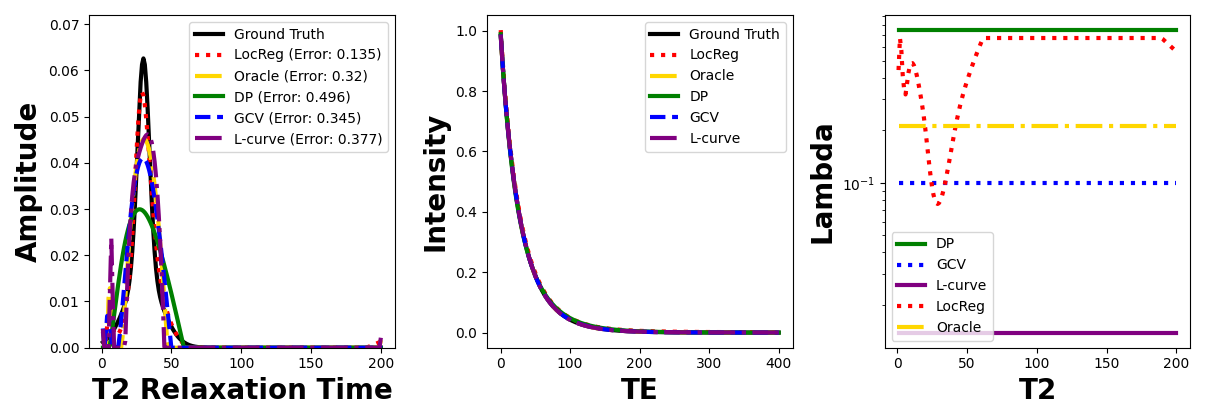 0.07
0.06
0.05
0.04
0.03
0.02
0.01
0.00
Amplitude
Ground Truth
LocReg (Error: 0.135)
Oracle (Error: 0.32)
DP (Error: 0.496)
GCV (Error: 0.345)
L-curve (Error: 0.377)
0 50 100 150 200
T2 Relaxation Time
1.0
0.8
0.6
0.4
0.2
0.0
Intensity
Ground Truth
LocReg
Oracle
DP
GCV
L-curve
0 100 200 300 400
TE
10⁻¹
Lambda
DP
GCV
L-curve
LocReg
Oracle
0 50 100 150 200
T2